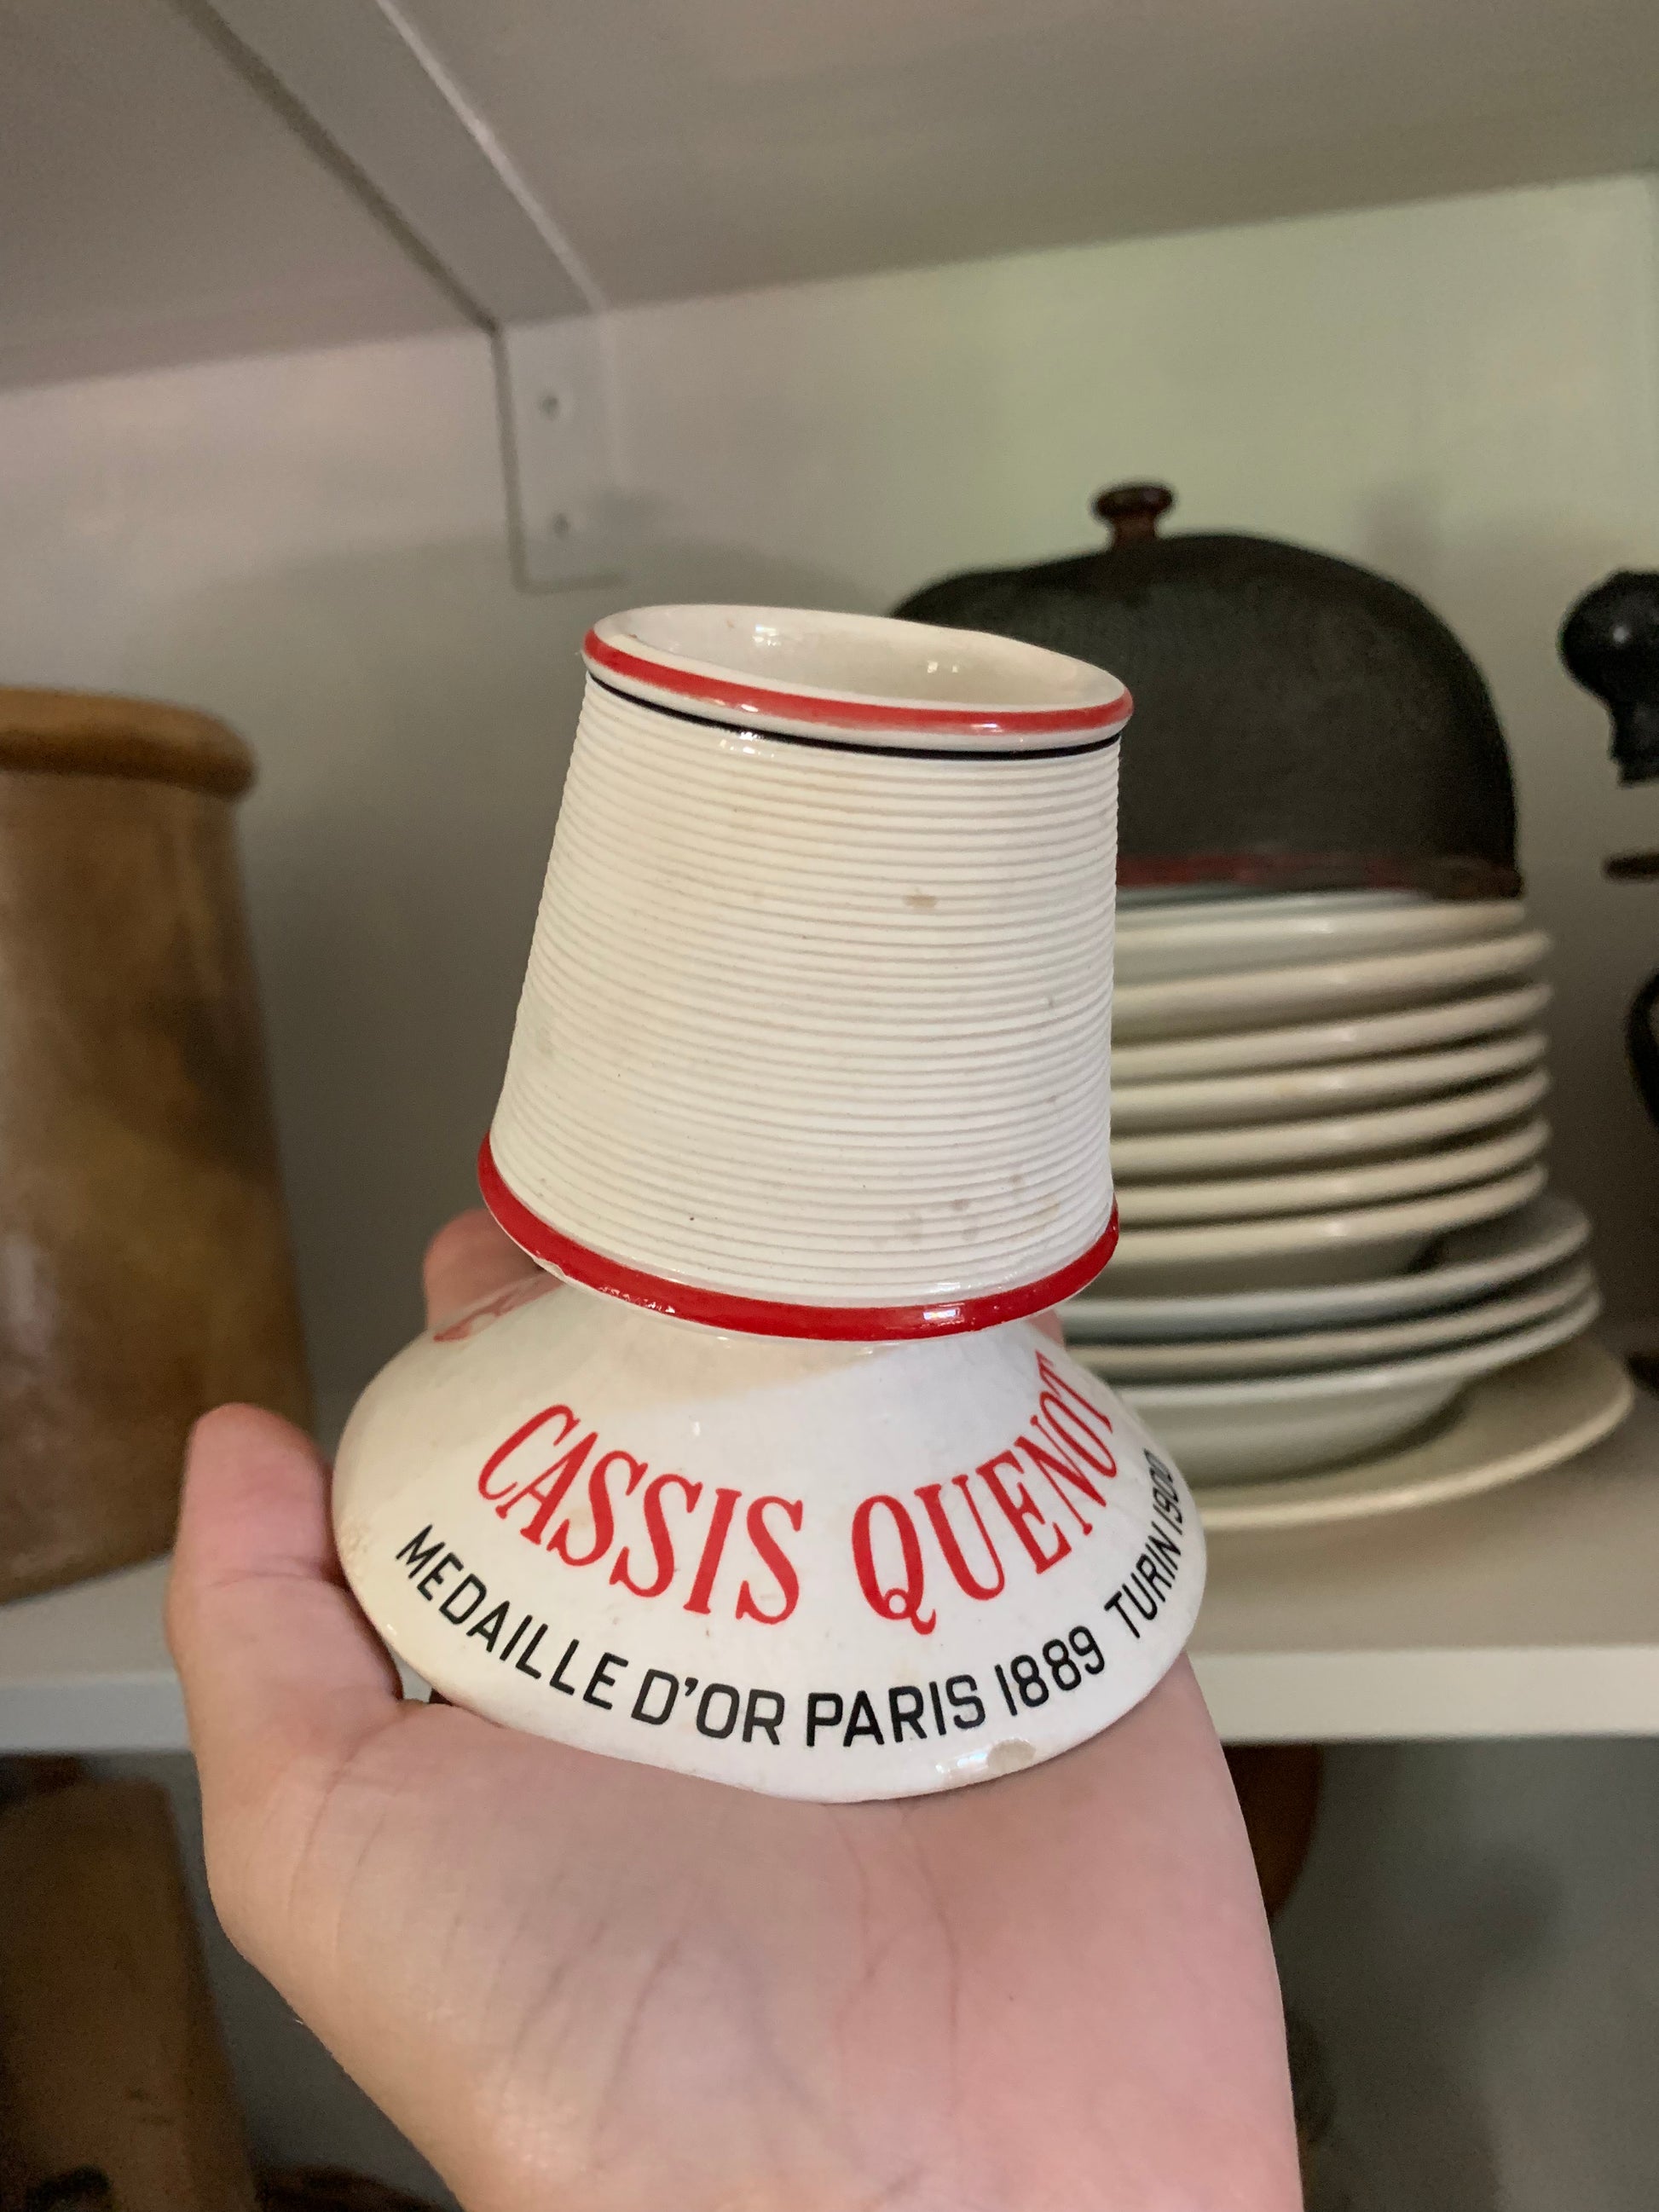 CASSIS QUENOT
MEDAILLE D'OR PARIS 1889 TURIN 1900